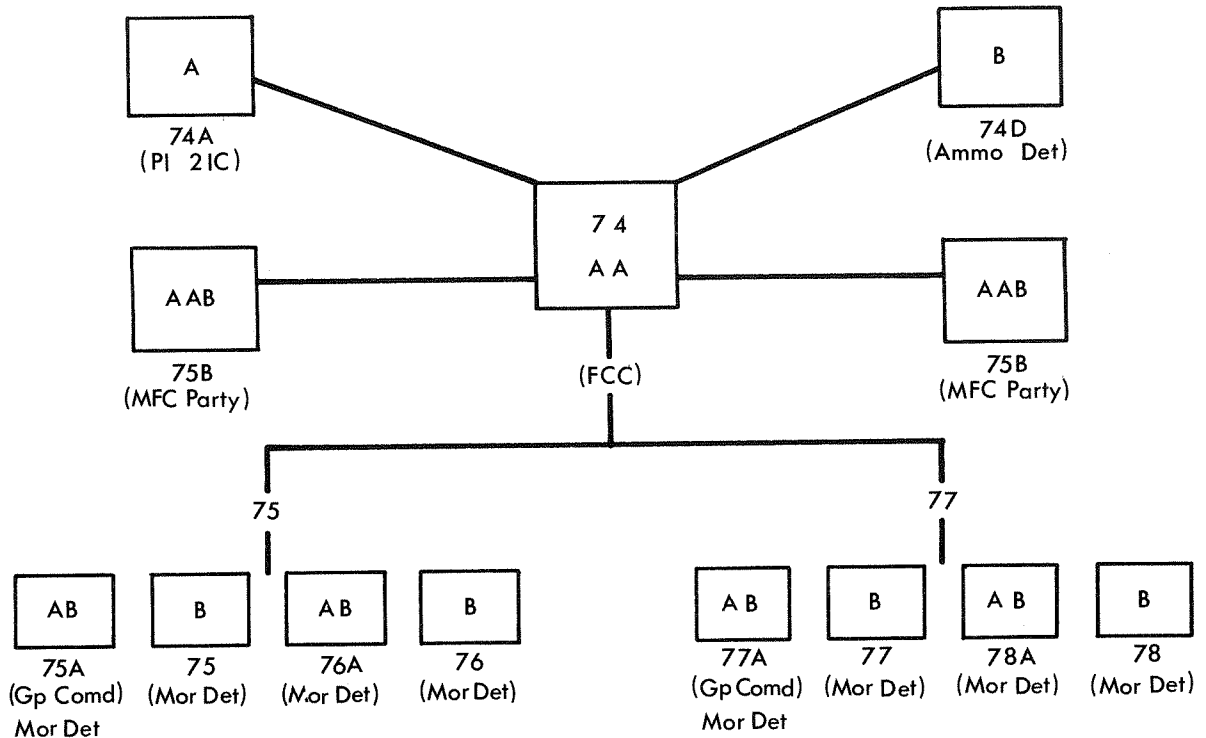 A
74A
(Pl 2IC)
B
74D
(Ammo Det)
74
AA
AAB
75B
(MFC Party)
AAB
75B
(MFC Party)
(FCC)
75
77
AB
75A
(Gp Comd)
Mor Det
B
75
(Mor Det)
AB
76A
(Mor Det)
B
76
(Mor Det)
AB
77A
(Gp Comd)
Mor Det
B
77
(Mor Det)
AB
78A
(Mor Det)
B
78
(Mor Det)